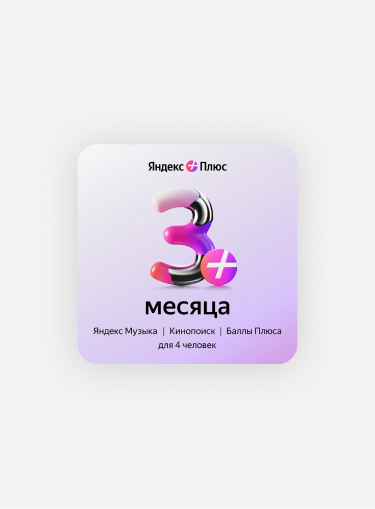 Яндекс Плюс
3
месяца
Яндекс Музыка | Кинопоиск | Баллы Плюса
для 4 человек